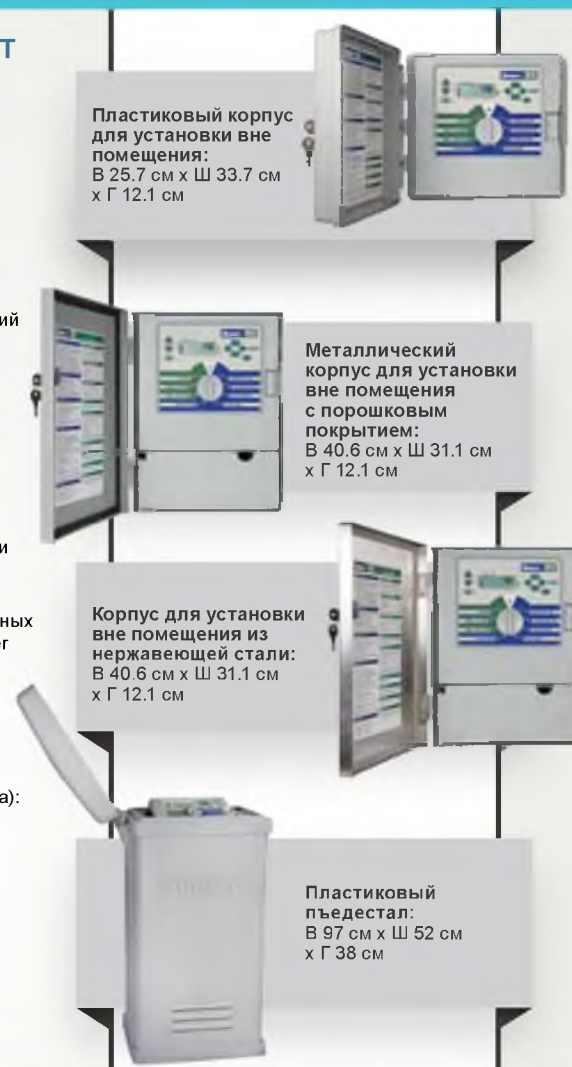 Т
Пластиковый корпус
для установки вне
помещения:
В 25.7 см x Ш 33.7 см
x Г 12.1 см
ий
Металлический
корпус для установки
вне помещения
с порошковым
покрытием:
В 40.6 см x Ш 31.1 см
x Г 12.1 см
и
ных
er
Корпус для установки
вне помещения из
нержавеющей стали:
В 40.6 см x Ш 31.1 см
x Г 12.1 см
а):
Пластиковый
пъедестал:
В 97 см x Ш 52 см
x Г 38 см